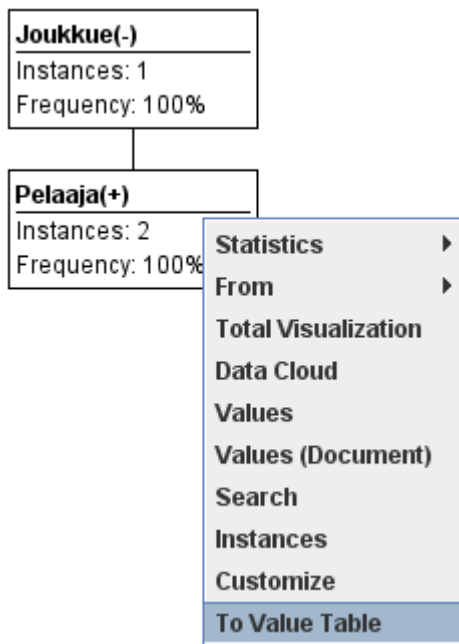 Joukkue(-)
Instances: 1
Frequency: 100%
Pelaaja(+)
Instances: 2
Frequency: 100%
Statistics
From
Total Visualization
Data Cloud
Values
Values (Document)
Search
Instances
Customize
To Value Table